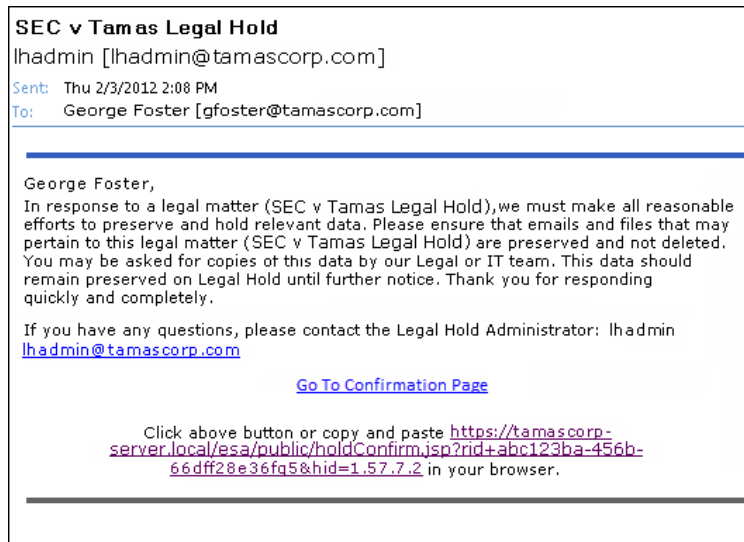 SEC v Tamas Legal Hold
lhadmin [lhadmin@tamascorp.com]
Sent: Thu 2/3/2012 2:08 PM
To: George Foster [gfoster@tamascorp.com]
George Foster,
In response to a legal matter (SEC v Tamas Legal Hold),we must make all reasonable
efforts to preserve and hold relevant data. Please ensure that emails and files that may
pertain to this legal matter (SEC v Tamas Legal Hold) are preserved and not deleted.
You may be asked for copies of this data by our Legal or IT team. This data should
remain preserved on Legal Hold until further notice. Thank you for responding
quickly and completely.
If you have any questions, please contact the Legal Hold Administrator: lhadmin
lhadmin@tamascorp.com
Go To Confirmation Page
Click above button or copy and paste https://tamascorp-
server.local/esa/public/holdConfirm.jsp?rid+abc123ba-456b-
66dff28e36fg5&hid=1.57.7.2 in your browser.